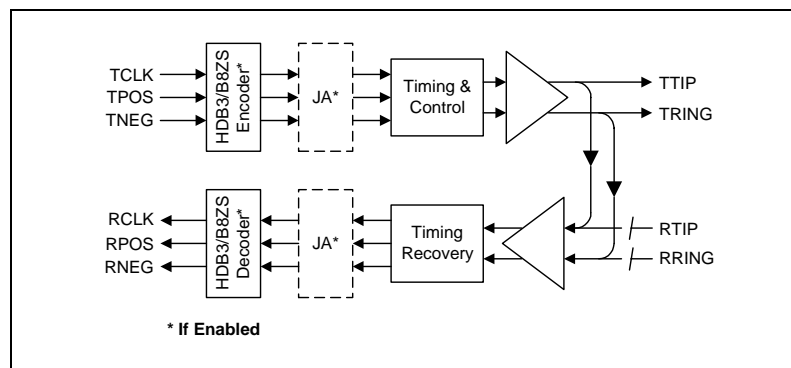 TCLK
TPOS
TNEG
HDB3/B8ZS
Encoder*
JA*
Timing &
Control
TTIP
TRING
RCLK
RPOS
RNEG
HDB3/B8ZS
Decoder*
JA*
Timing
Recovery
RTIP
RRING
* If Enabled